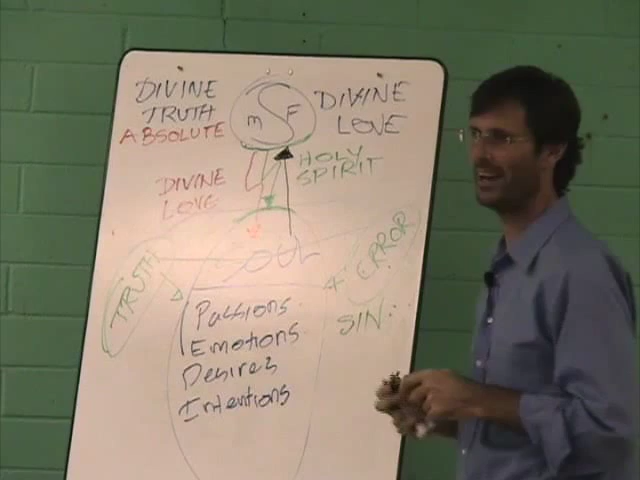 DIVINE
TRUTH
ABSOLUTE
m S F
DIVINE
LOVE
HOLY
SPIRIT
DIVINE
LOVE
SOUL
TRUTH
ERROR
SIN
Passions
Emotions
Desires
Intentions